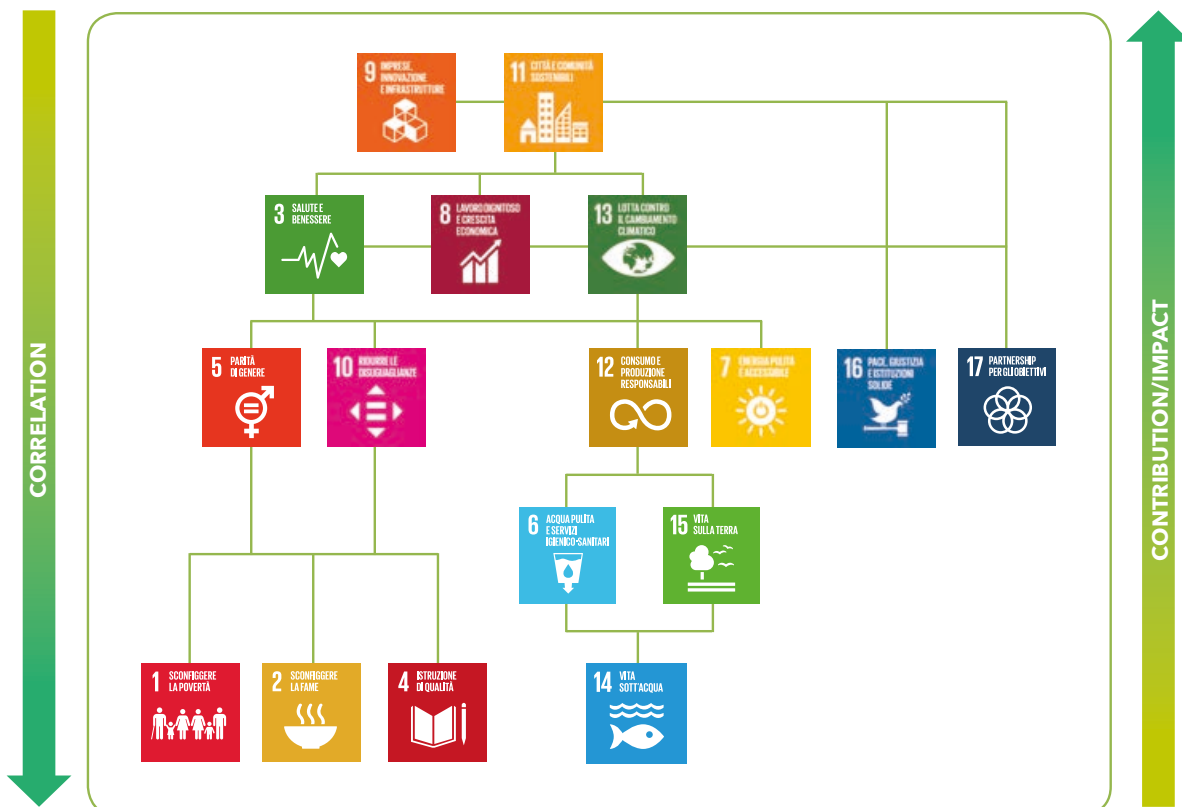 CORRELATION
9 IMPRESE,
INNOVAZIONE
E INFRASTRUTTURE
11 CITTÀ E COMUNITÀ
SOSTENIBILI
3 SALUTE E
BENESSERE
8 LAVORO DIGNITOSO
E CRESCITA
ECONOMICA
13 LOTTA CONTRO
IL CAMBIAMENTO
CLIMATICO
5 PARITÀ
DI GENERE
10 RIDURRE LE
DISUGUAGLIANZE
12 CONSUMO E
PRODUZIONE
RESPONSABILI
7 ENERGIA PULITA
E ACCESSIBILE
16 PACE, GIUSTIZIA
E ISTITUZIONI
SOLIDE
17 PARTNERSHIP
PER GLI OBIETTIVI
6 ACQUA PULITA
E SERVIZI
IGIENICO-SANITARI
15 VITA
SULLA TERRA
1 SCONFIGGERE
LA POVERTÀ
2 SCONFIGGERE
LA FAME
4 ISTRUZIONE
DI QUALITÀ
14 VITA
SOTT'ACQUA
CONTRIBUTION/IMPACT